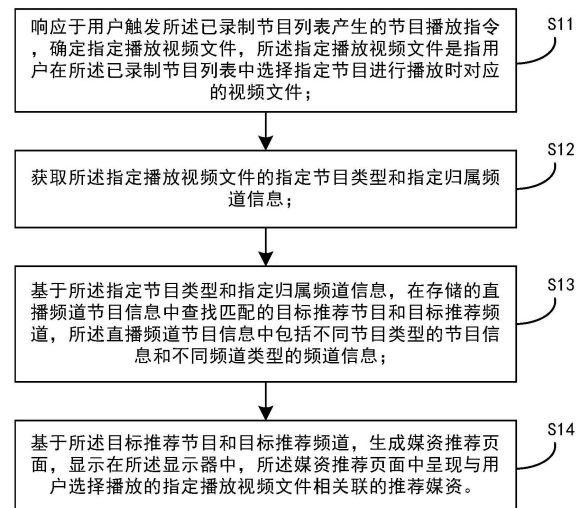 响应于用户触发所述已录制节目列表产生的节目播放指令
，确定指定播放视频文件，所述指定播放视频文件是指用
户在所述已录制节目列表中选择指定节目进行播放时对应
的视频文件；
S11
获取所述指定播放视频文件的指定节目类型和指定归属频
道信息；
S12
基于所述指定节目类型和指定归属频道信息，在存储的直
播频道节目信息中查找匹配的目标推荐节目和目标推荐频
道，所述直播频道节目信息中包括不同节目类型的节目信
息和不同频道类型的频道信息；
S13
基于所述目标推荐节目和目标推荐频道，生成媒资推荐页
面，显示在所述显示器中，所述媒资推荐页面中呈现与用
户选择播放的指定播放视频文件相关联的推荐媒资。
S14